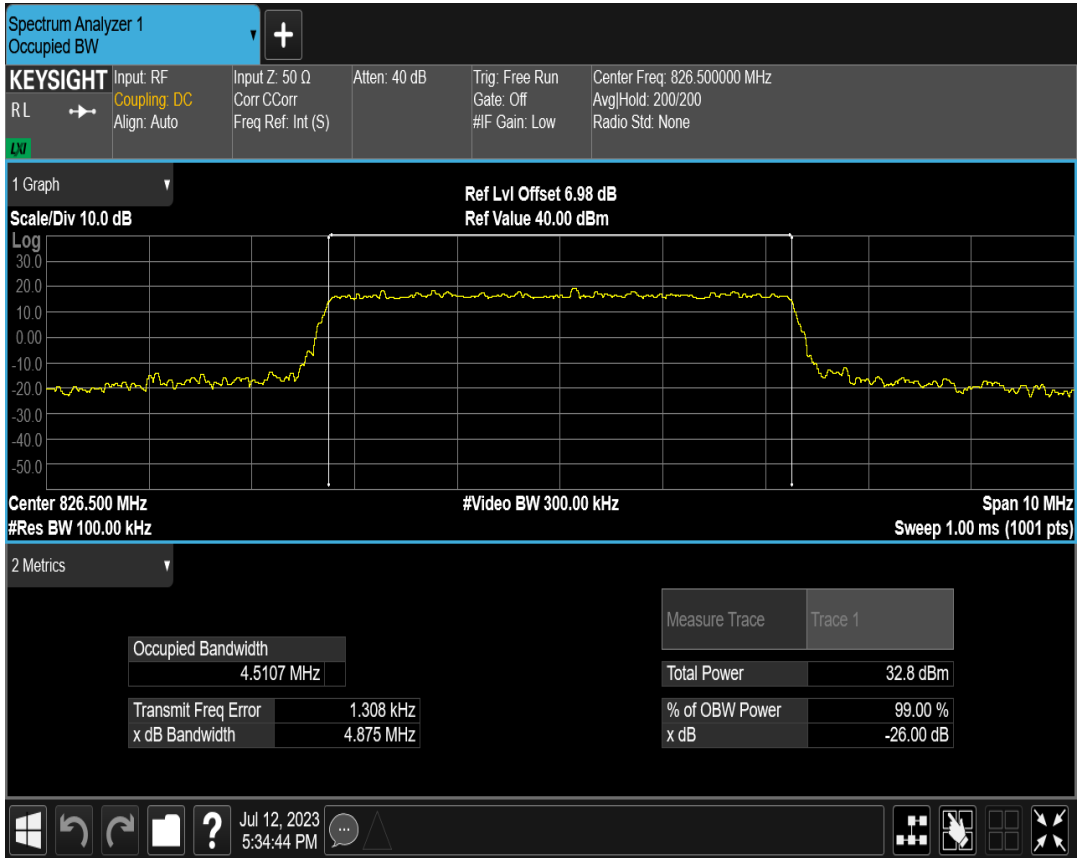 Spectrum Analyzer 1
Occupied BW
+
KEYSIGHT
R L
LXI
Input: RF
Coupling: DC
Align: Auto
Input Z: 50 Ω
Corr CCorr
Freq Ref: Int (S)
Atten: 40 dB
Trig: Free Run
Gate: Off
#IF Gain: Low
Center Freq: 826.500000 MHz
Avg|Hold: 200/200
Radio Std: None
1 Graph
Scale/Div 10.0 dB
Ref Lvl Offset 6.98 dB
Ref Value 40.00 dBm
Log
30.0
20.0
10.0
0.00
-10.0
-20.0
-30.0
-40.0
-50.0
Center 826.500 MHz
#Video BW 300.00 kHz
Span 10 MHz
#Res BW 100.00 kHz
Sweep 1.00 ms (1001 pts)
2 Metrics
Measure Trace Trace 1
Occupied Bandwidth
4.5107 MHz
Total Power 32.8 dBm
Transmit Freq Error 1.308 kHz
% of OBW Power 99.00 %
x dB Bandwidth 4.875 MHz
x dB -26.00 dB
?
Jul 12, 2023
5:34:44 PM